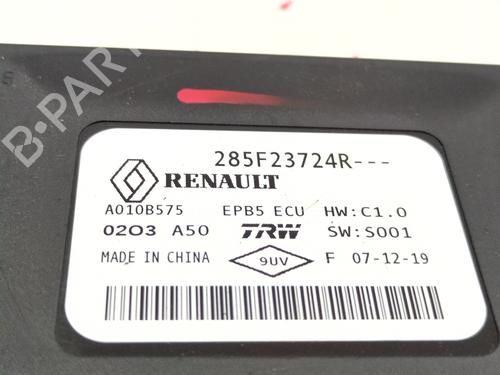 285F23724R---
RENAULT
A010B575 EPB5 ECU HW:C1.0
0203 A50 TRW SW:S001
MADE IN CHINA 9UV F 07-12-19
B-PARTS